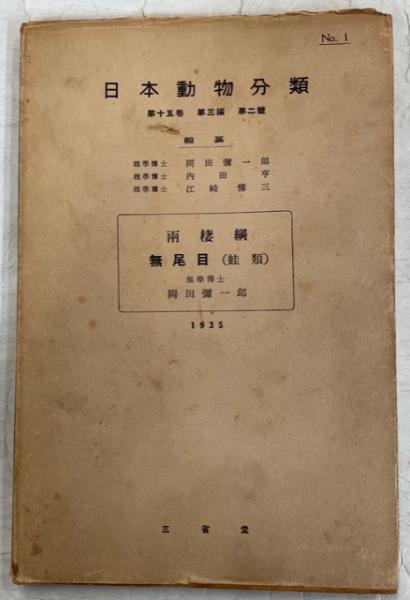 No. 1
日本動物分類
第十五巻 第三編 第二號
編纂
理學博士 岡田彌一郎
理學博士 內田亨
理學博士 江崎悌三
兩棲綱
無尾目(蛙類)
理學博士
岡田彌一郎
1935
三省堂